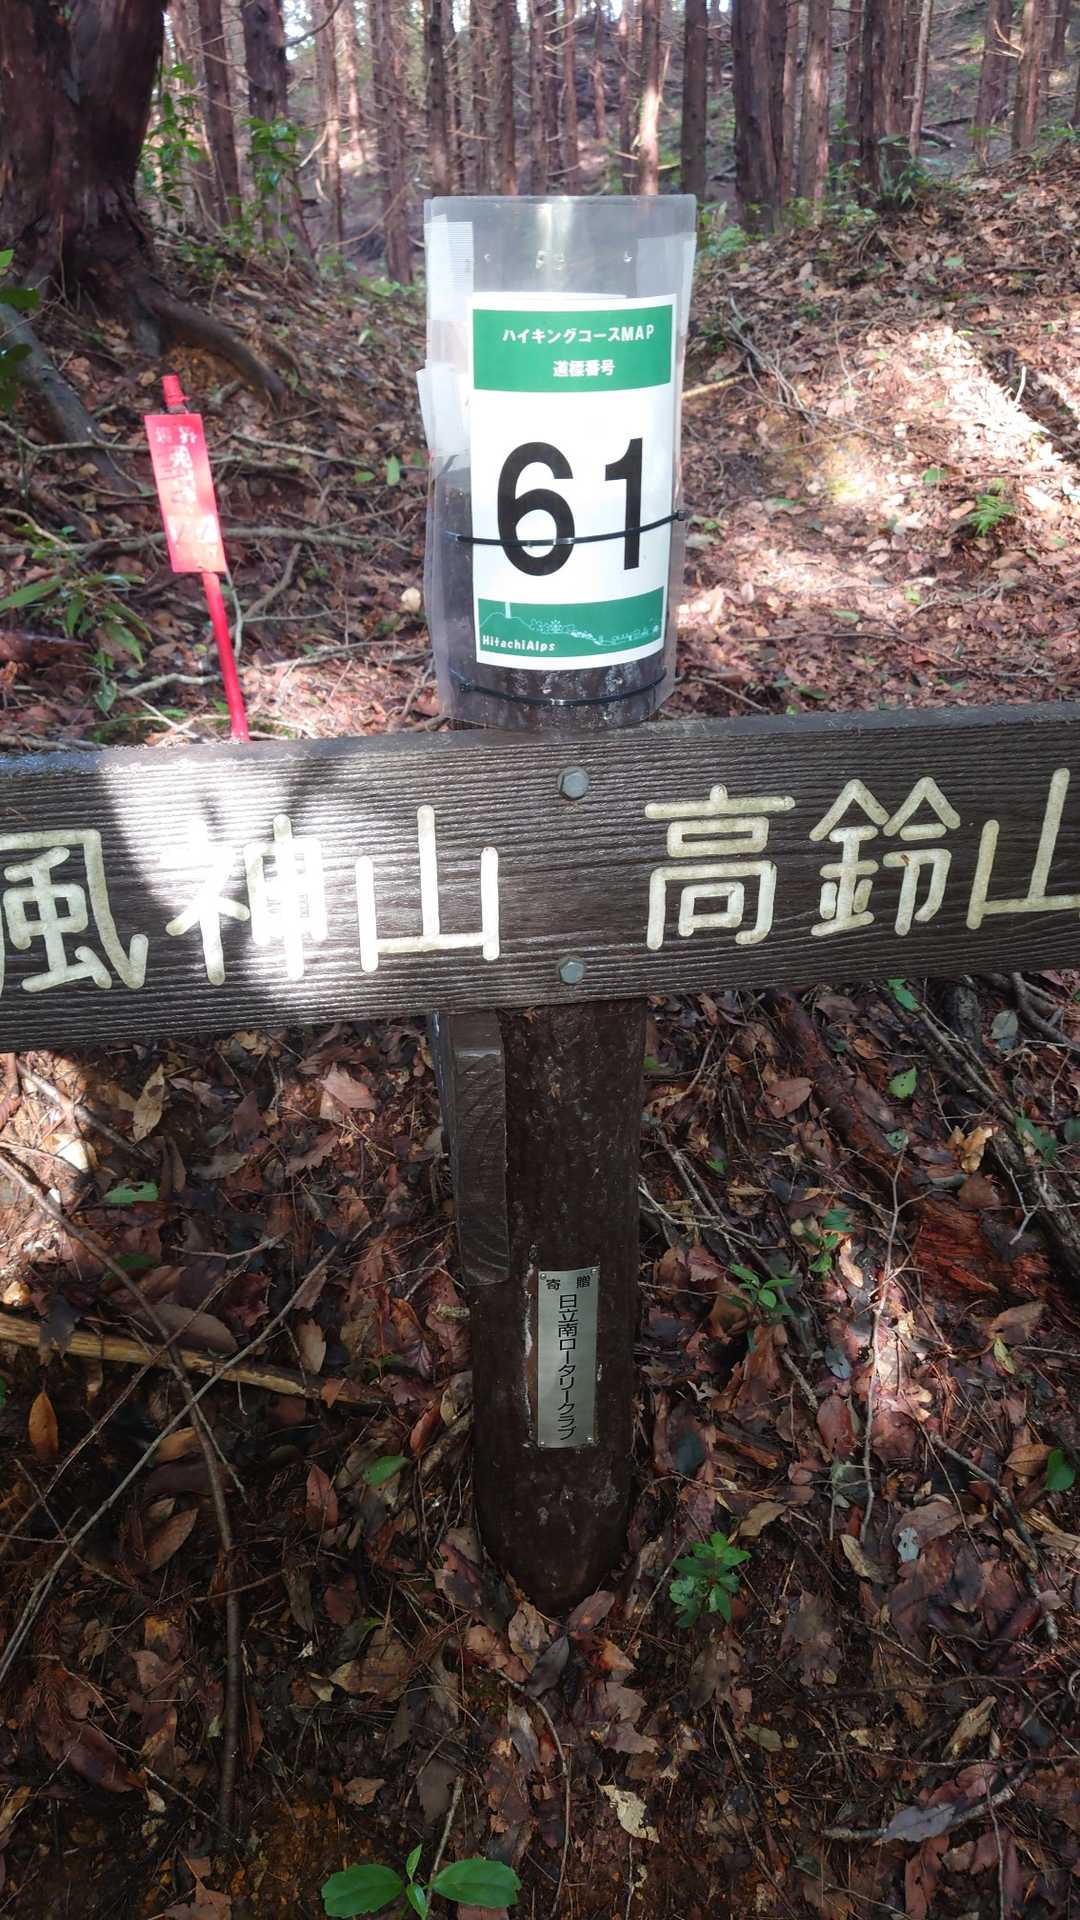 ハイキングコースMAP
道標番号
61
HitachiAlps
風神山 高鈴山
寄贈
日立南ロータリークラブ